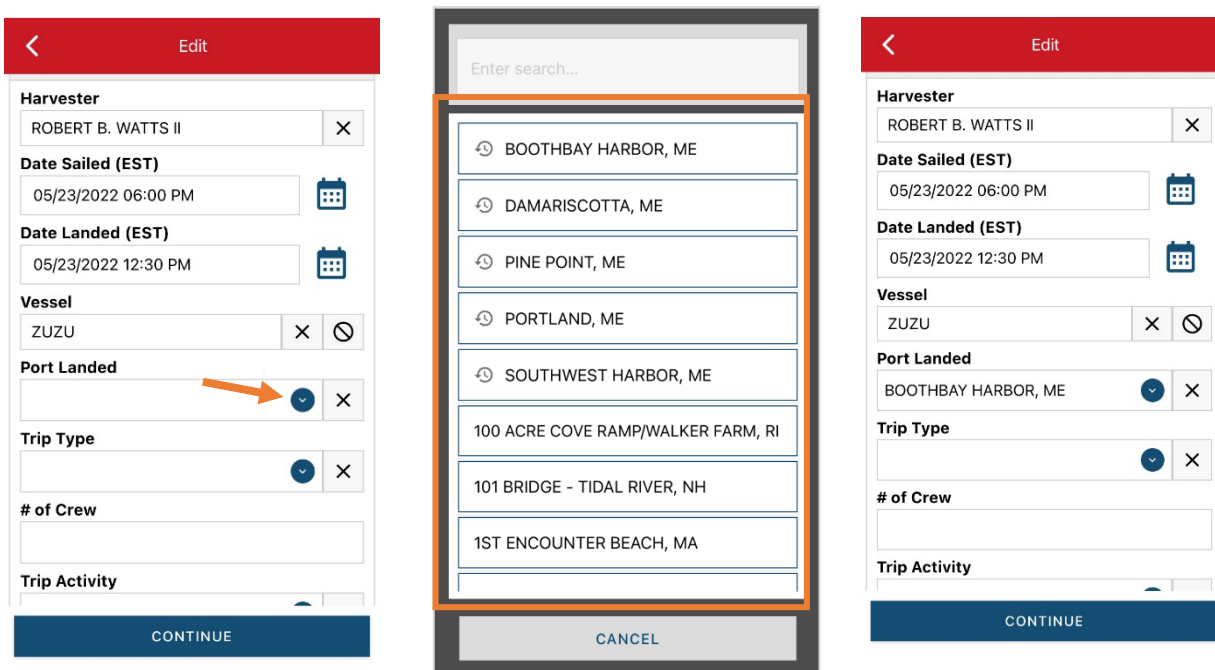 Edit
Harvester
ROBERT B. WATTS II
Date Sailed (EST)
05/23/2022 06:00 PM
Date Landed (EST)
05/23/2022 12:30 PM
Vessel
ZUZU
Port Landed
Trip Type
# of Crew
Trip Activity
CONTINUE
Enter search...
BOOTHBAY HARBOR, ME
DAMARISCOTTA, ME
PINE POINT, ME
PORTLAND, ME
SOUTHWEST HARBOR, ME
100 ACRE COVE RAMP/WALKER FARM, RI
101 BRIDGE - TIDAL RIVER, NH
1ST ENCOUNTER BEACH, MA
CANCEL
Edit
Harvester
ROBERT B. WATTS II
Date Sailed (EST)
05/23/2022 06:00 PM
Date Landed (EST)
05/23/2022 12:30 PM
Vessel
ZUZU
Port Landed
BOOTHBAY HARBOR, ME
Trip Type
# of Crew
Trip Activity
CONTINUE